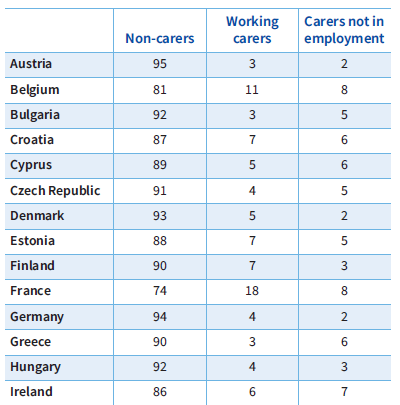 Non-carers Working carers Carers not in employment
Austria 95 3 2
Belgium 81 11 8
Bulgaria 92 3 5
Croatia 87 7 6
Cyprus 89 5 6
Czech Republic 91 4 5
Denmark 93 5 2
Estonia 88 7 5
Finland 90 7 3
France 74 18 8
Germany 94 4 2
Greece 90 3 6
Hungary 92 4 3
Ireland 86 6 7